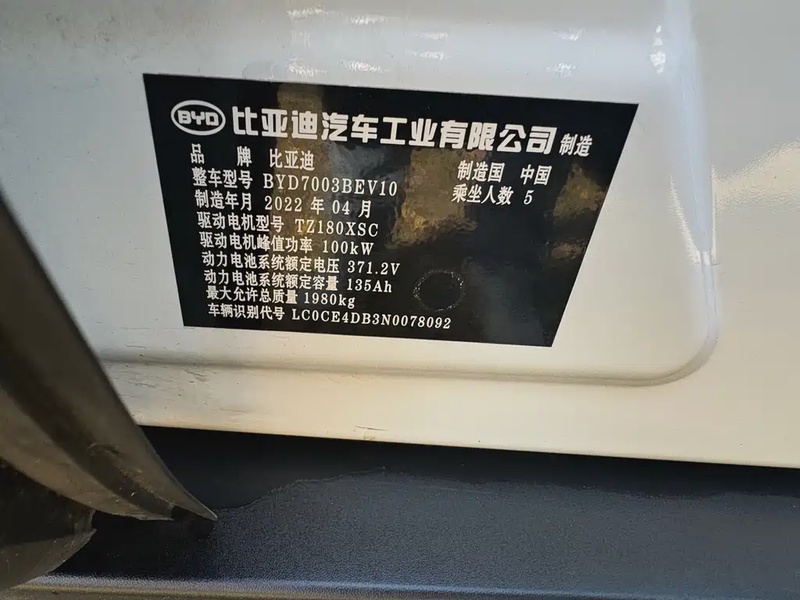 BYD 比亚迪汽车工业有限公司 制造
品 牌 比亚迪
制造国 中国
整车型号 BYD7003BEV10
乘坐人数 5
制造年月 2022 年 04 月
驱动电机型号 TZ180XSC
驱动电机峰值功率 100kW
动力电池系统额定电压 371.2V
动力电池系统额定容量 135Ah
最大允许总质量 1980kg
车辆识别代号 LC0CE4DB3N0078092